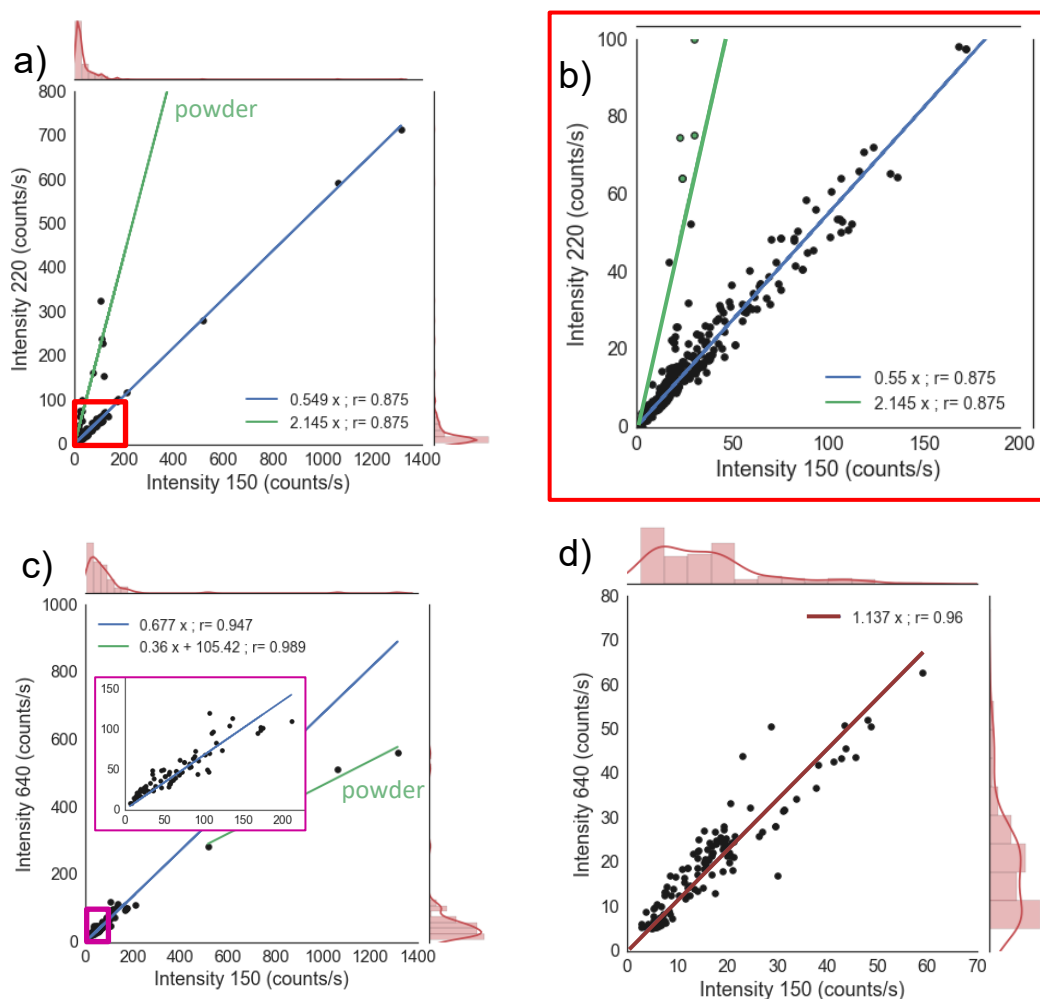 a)
800
700
600
500
400
300
200
100
0
Intensity 220 (counts/s)
powder
0.549 x ; r= 0.875
2.145 x ; r= 0.875
0 200 400 600 800 1000 1200 1400
Intensity 150 (counts/s)
b)
100
80
60
40
20
0
Intensity 220 (counts/s)
0.55 x ; r= 0.875
2.145 x ; r= 0.875
50 100 150 200
Intensity 150 (counts/s)
c)
1000
800
600
400
200
0
Intensity 640 (counts/s)
0.677 x ; r= 0.947
0.36 x + 105.42 ; r= 0.989
150
100
50
0
0 50 100 150 200
powder
0 200 400 600 800 1000 1200 1400
Intensity 150 (counts/s)
d)
80
70
60
50
40
30
20
10
0
Intensity 640 (counts/s)
1.137 x ; r= 0.96
0 10 20 30 40 50 60 70
Intensity 150 (counts/s)